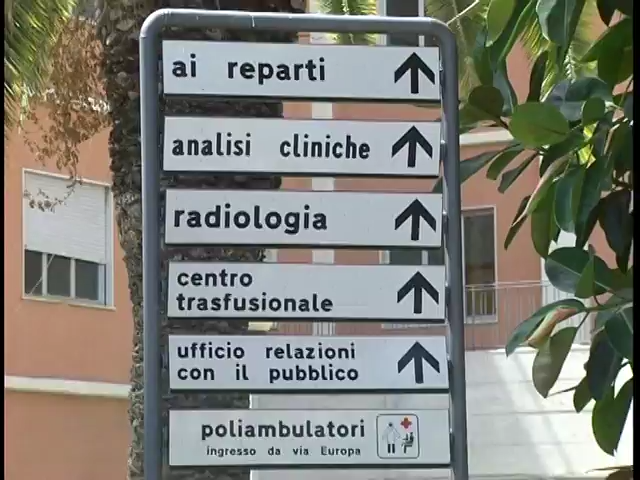 ai reparti
analisi cliniche
radiologia
centro
trasfusionale
ufficio relazioni
con il pubblico
poliambulatori
ingresso da via Europa